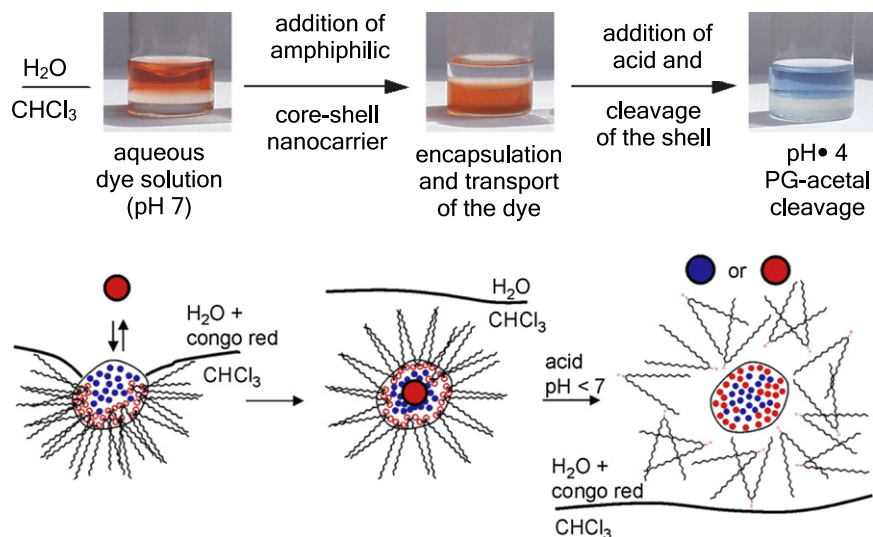 H2O
CHCl3
addition of
amphiphilic
core-shell
nanocarrier
addition of
acid and
cleavage
of the shell
aqueous
dye solution
(pH 7)
encapsulation
and transport
of the dye
pH• 4
PG-acetal
cleavage
H2O +
congo red
CHCl3
H2O
CHCl3
acid
pH < 7
or
H2O +
congo red
CHCl3